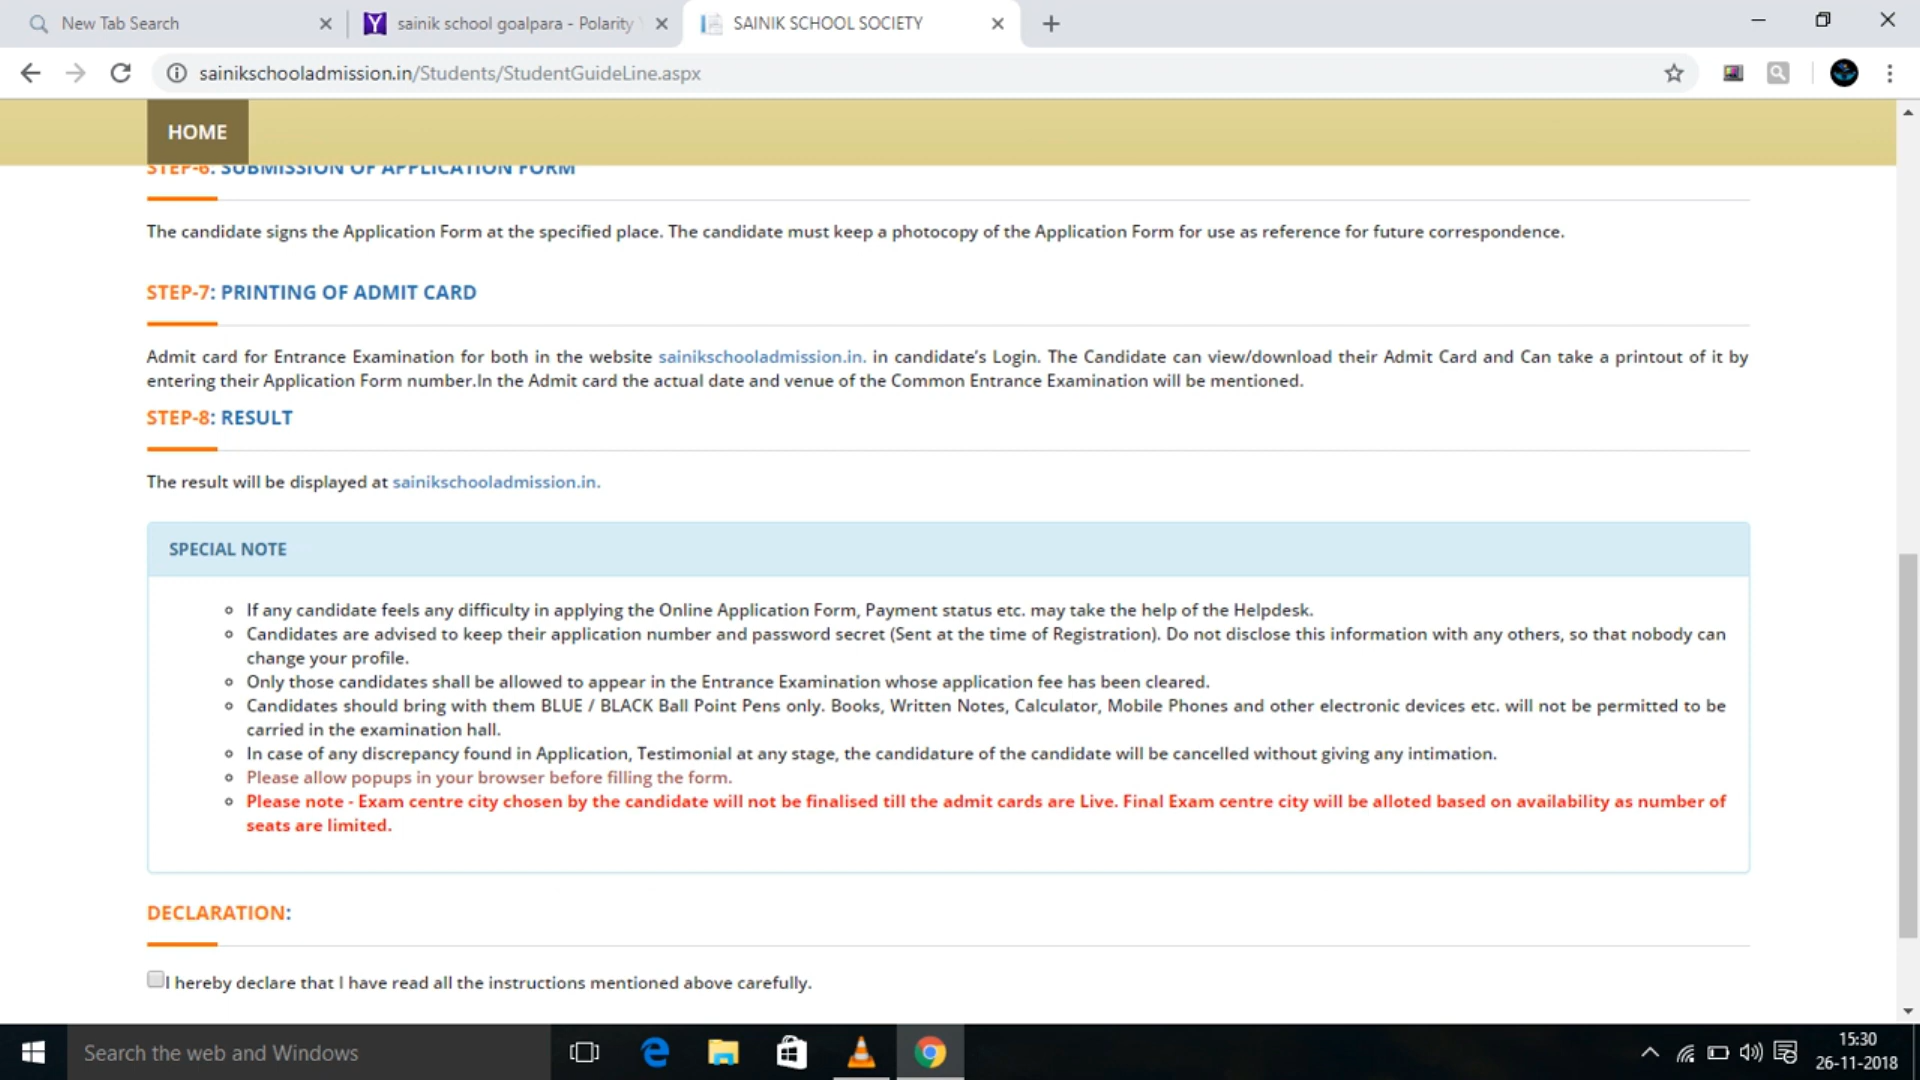 New Tab Search
sainik school goalpara - Polarity
SAINIK SCHOOL SOCIETY
sainikschooladmission.in/Students/StudentGuideLine.aspx
HOME
STEP-6: SUBMISSION OF APPLICATION FORM
The candidate signs the Application Form at the specified place. The candidate must keep a photocopy of the Application Form for use as reference for future correspondence.
STEP-7: PRINTING OF ADMIT CARD
Admit card for Entrance Examination for both in the website sainikschooladmission.in. in candidate's Login. The Candidate can view/download their Admit Card and Can take a printout of it by
entering their Application Form number.In the Admit card the actual date and venue of the Common Entrance Examination will be mentioned.
STEP-8: RESULT
The result will be displayed at sainikschooladmission.in.
SPECIAL NOTE
If any candidate feels any difficulty in applying the Online Application Form, Payment status etc. may take the help of the Helpdesk.
Candidates are advised to keep their application number and password secret (Sent at the time of Registration). Do not disclose this information with any others, so that nobody can
change your profile.
Only those candidates shall be allowed to appear in the Entrance Examination whose application fee has been cleared.
Candidates should bring with them BLUE / BLACK Ball Point Pens only. Books, Written Notes, Calculator, Mobile Phones and other electronic devices etc. will not be permitted to be
carried in the examination hall.
In case of any discrepancy found in Application, Testimonial at any stage, the candidature of the candidate will be cancelled without giving any intimation.
Please allow popups in your browser before filling the form.
Please note - Exam centre city chosen by the candidate will not be finalised till the admit cards are Live. Final Exam centre city will be alloted based on availability as number of
seats are limited.
DECLARATION:
I hereby declare that I have read all the instructions mentioned above carefully.
Search the web and Windows
15:30
26-11-2018